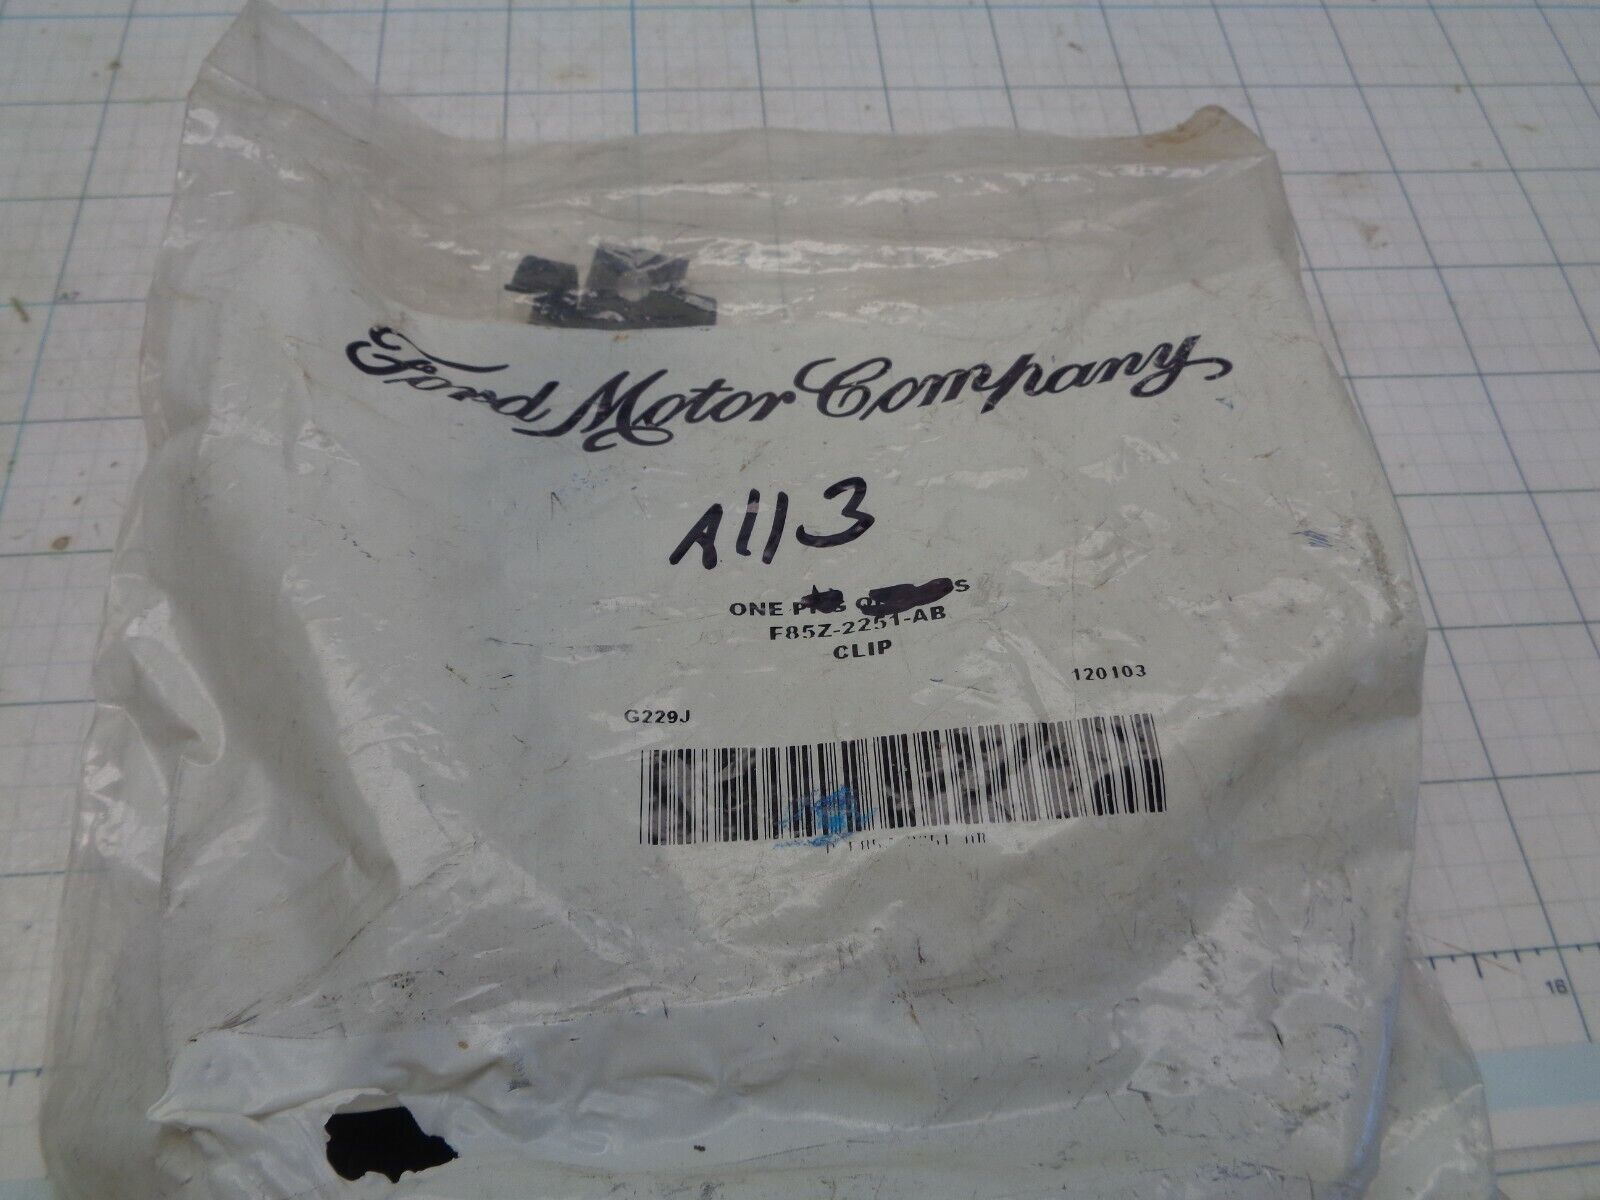 Ford Motor Company
A113
ONE
F85Z-2251-AB
CLIP
120103
G229J
16